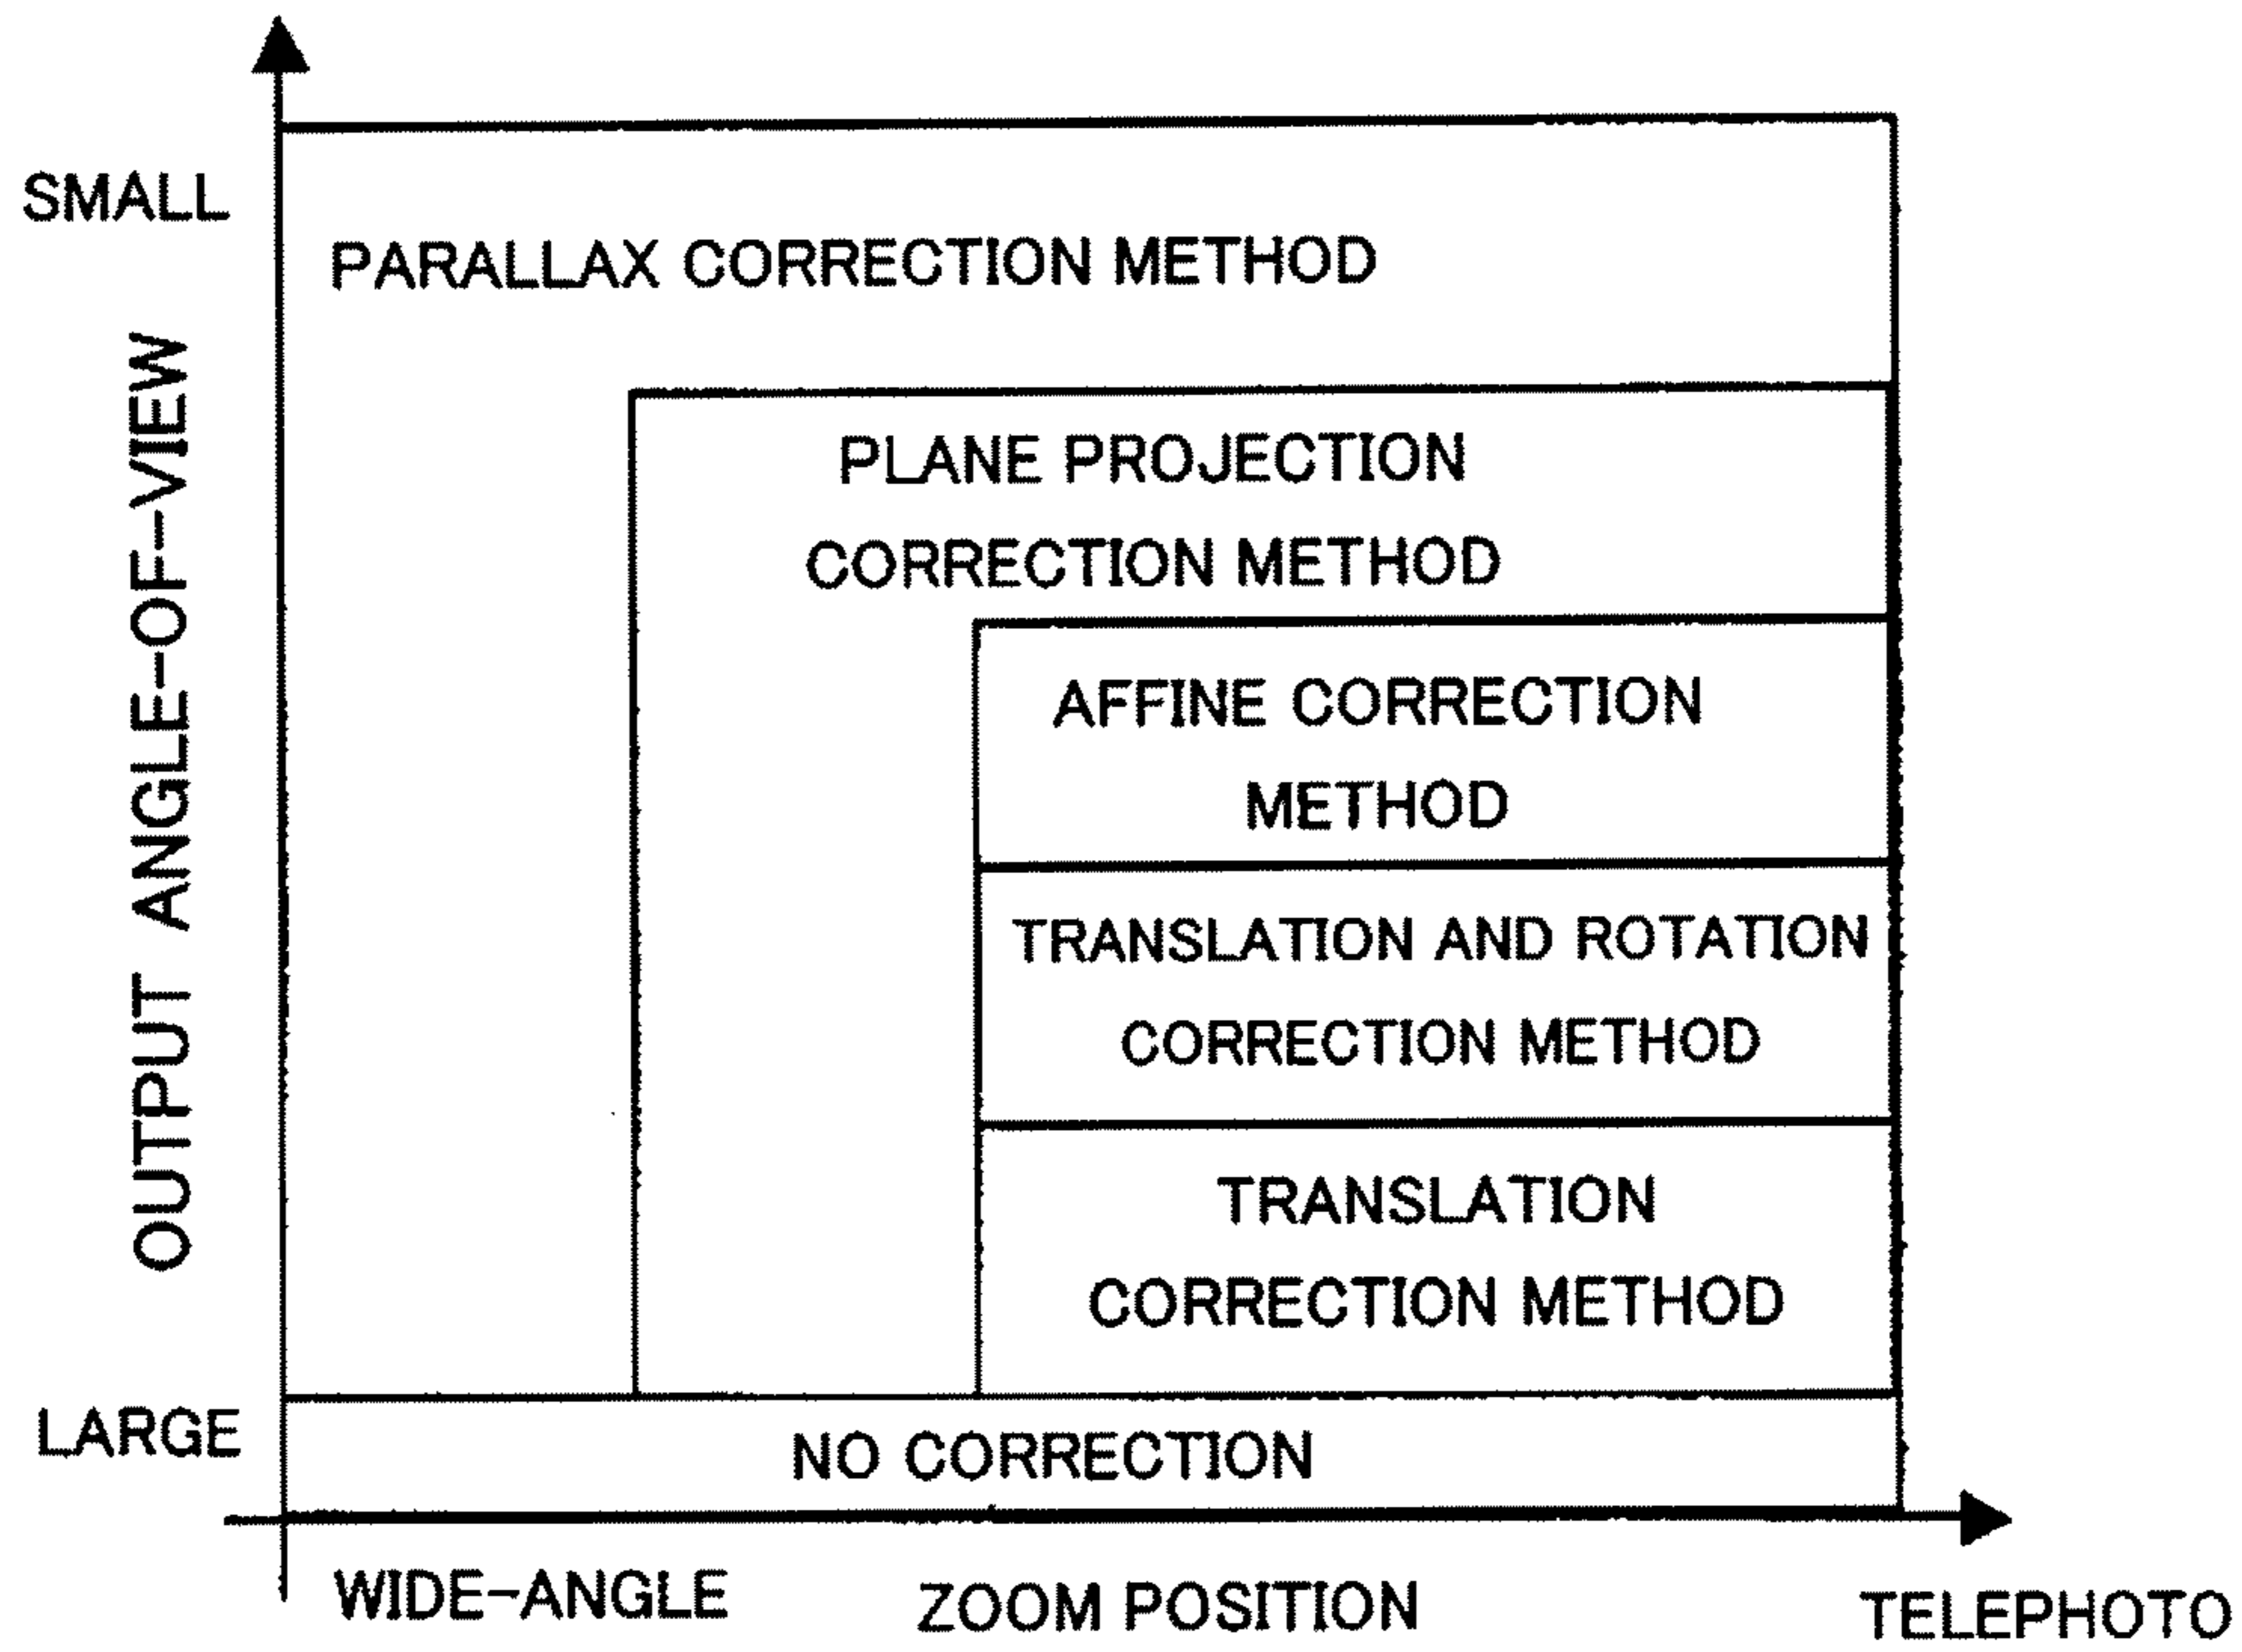 SMALL
PARALLAX CORRECTION METHOD
OUTPUT ANGLE-OF-VIEW
PLANE PROJECTION
CORRECTION METHOD
AFFINE CORRECTION
METHOD
TRANSLATION AND ROTATION
CORRECTION METHOD
TRANSLATION
CORRECTION METHOD
LARGE
NO CORRECTION
WIDE-ANGLE
ZOOM POSITION
TELEPHOTO